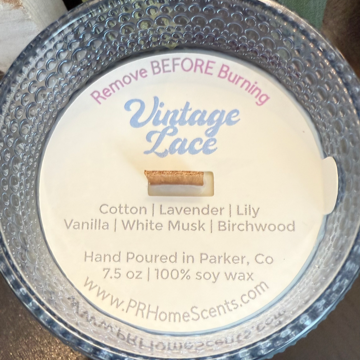 Remove BEFORE Burning
Vintage
Lace
Cotton | Lavender | Lily
Vanilla | White Musk | Birchwood
Hand Poured in Parker, Co
7.5 oz | 100% soy wax
www.PRHomeScents.com